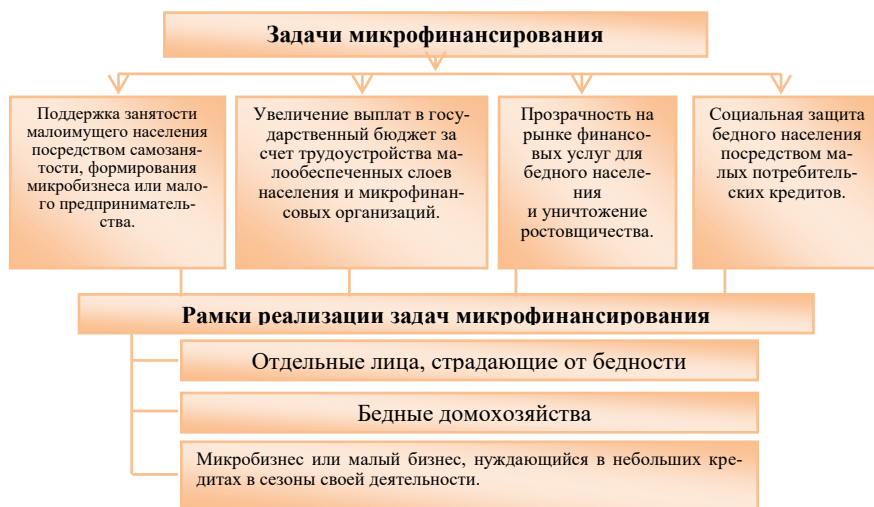 Задачи микрофинансирования
Поддержка занятости
малоимущего населения
посредством самозаня-
тости, формирования
микробизнеса или мало-
го предприниматель-
ства.
Увеличение выплат в госу-
дарственный бюджет за
счет трудоустройства ма-
лообеспеченных слоев
населения и микрофинан-
совых организаций.
Прозрачность на
рынке финансо-
вых услуг для
бедного населе-
ния
и уничтожение
ростовщичества.
Социальная защита
бедного населения
посредством ма-
лых потребитель-
ских кредитов.
Рамки реализации задач микрофинансирования
Отдельные лица, страдающие от бедности
Бедные домохозяйства
Микробизнес или малый бизнес, нуждающийся в небольших кре-
дитах в сезоны своей деятельности.